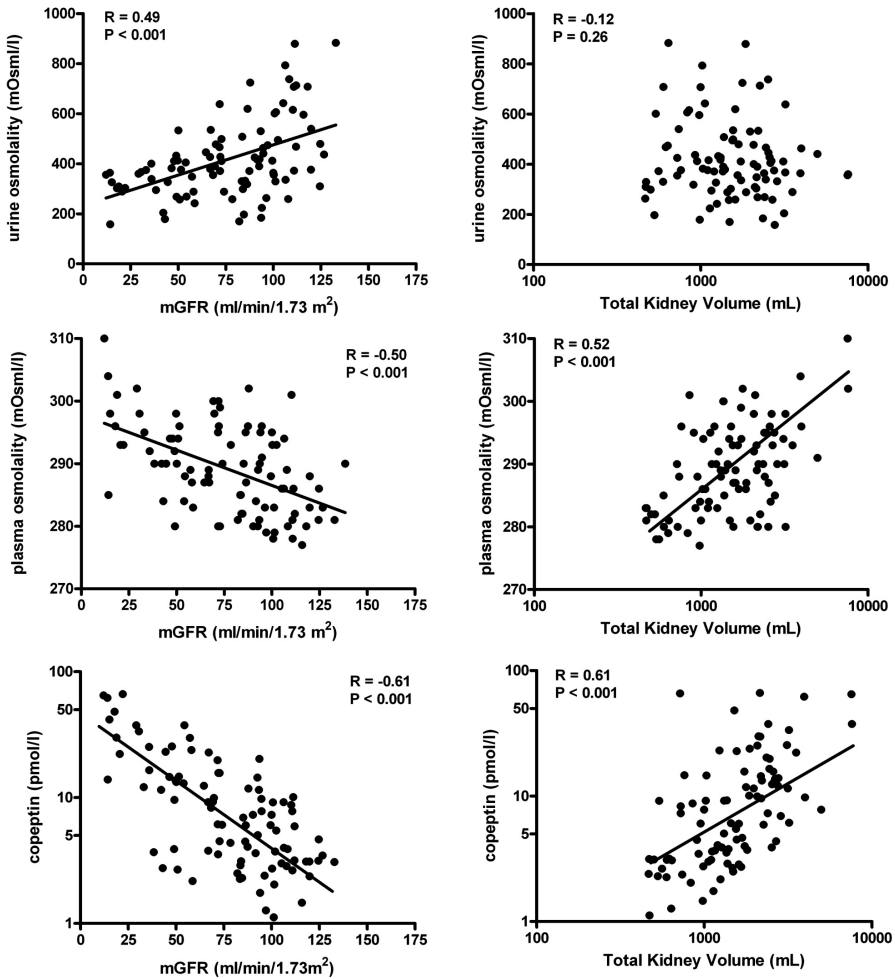 R = 0.49
P < 0.001
1000
800
600
400
200
0
urine osmolality (mOsml/l)
0 25 50 75 100 125 150 175
mGFR (ml/min/1.73 m²)
R = -0.12
P = 0.26
1000
800
600
400
200
0
urine osmolality (mOsml/l)
100 1000 10000
Total Kidney Volume (mL)
R = -0.50
P < 0.001
310
300
290
280
270
plasma osmolality (mOsml/l)
0 25 50 75 100 125 150 175
mGFR (ml/min/1.73 m²)
R = 0.52
P < 0.001
310
300
290
280
270
plasma osmolality (mOsml/l)
100 1000 10000
Total Kidney Volume (mL)
R = -0.61
P < 0.001
100
50
10
5
1
copeptin (pmol/l)
0 25 50 75 100 125 150 175
mGFR (ml/min/1.73m²)
R = 0.61
P < 0.001
100
50
10
5
1
copeptin (pmol/l)
100 1000 10000
Total Kidney Volume (mL)